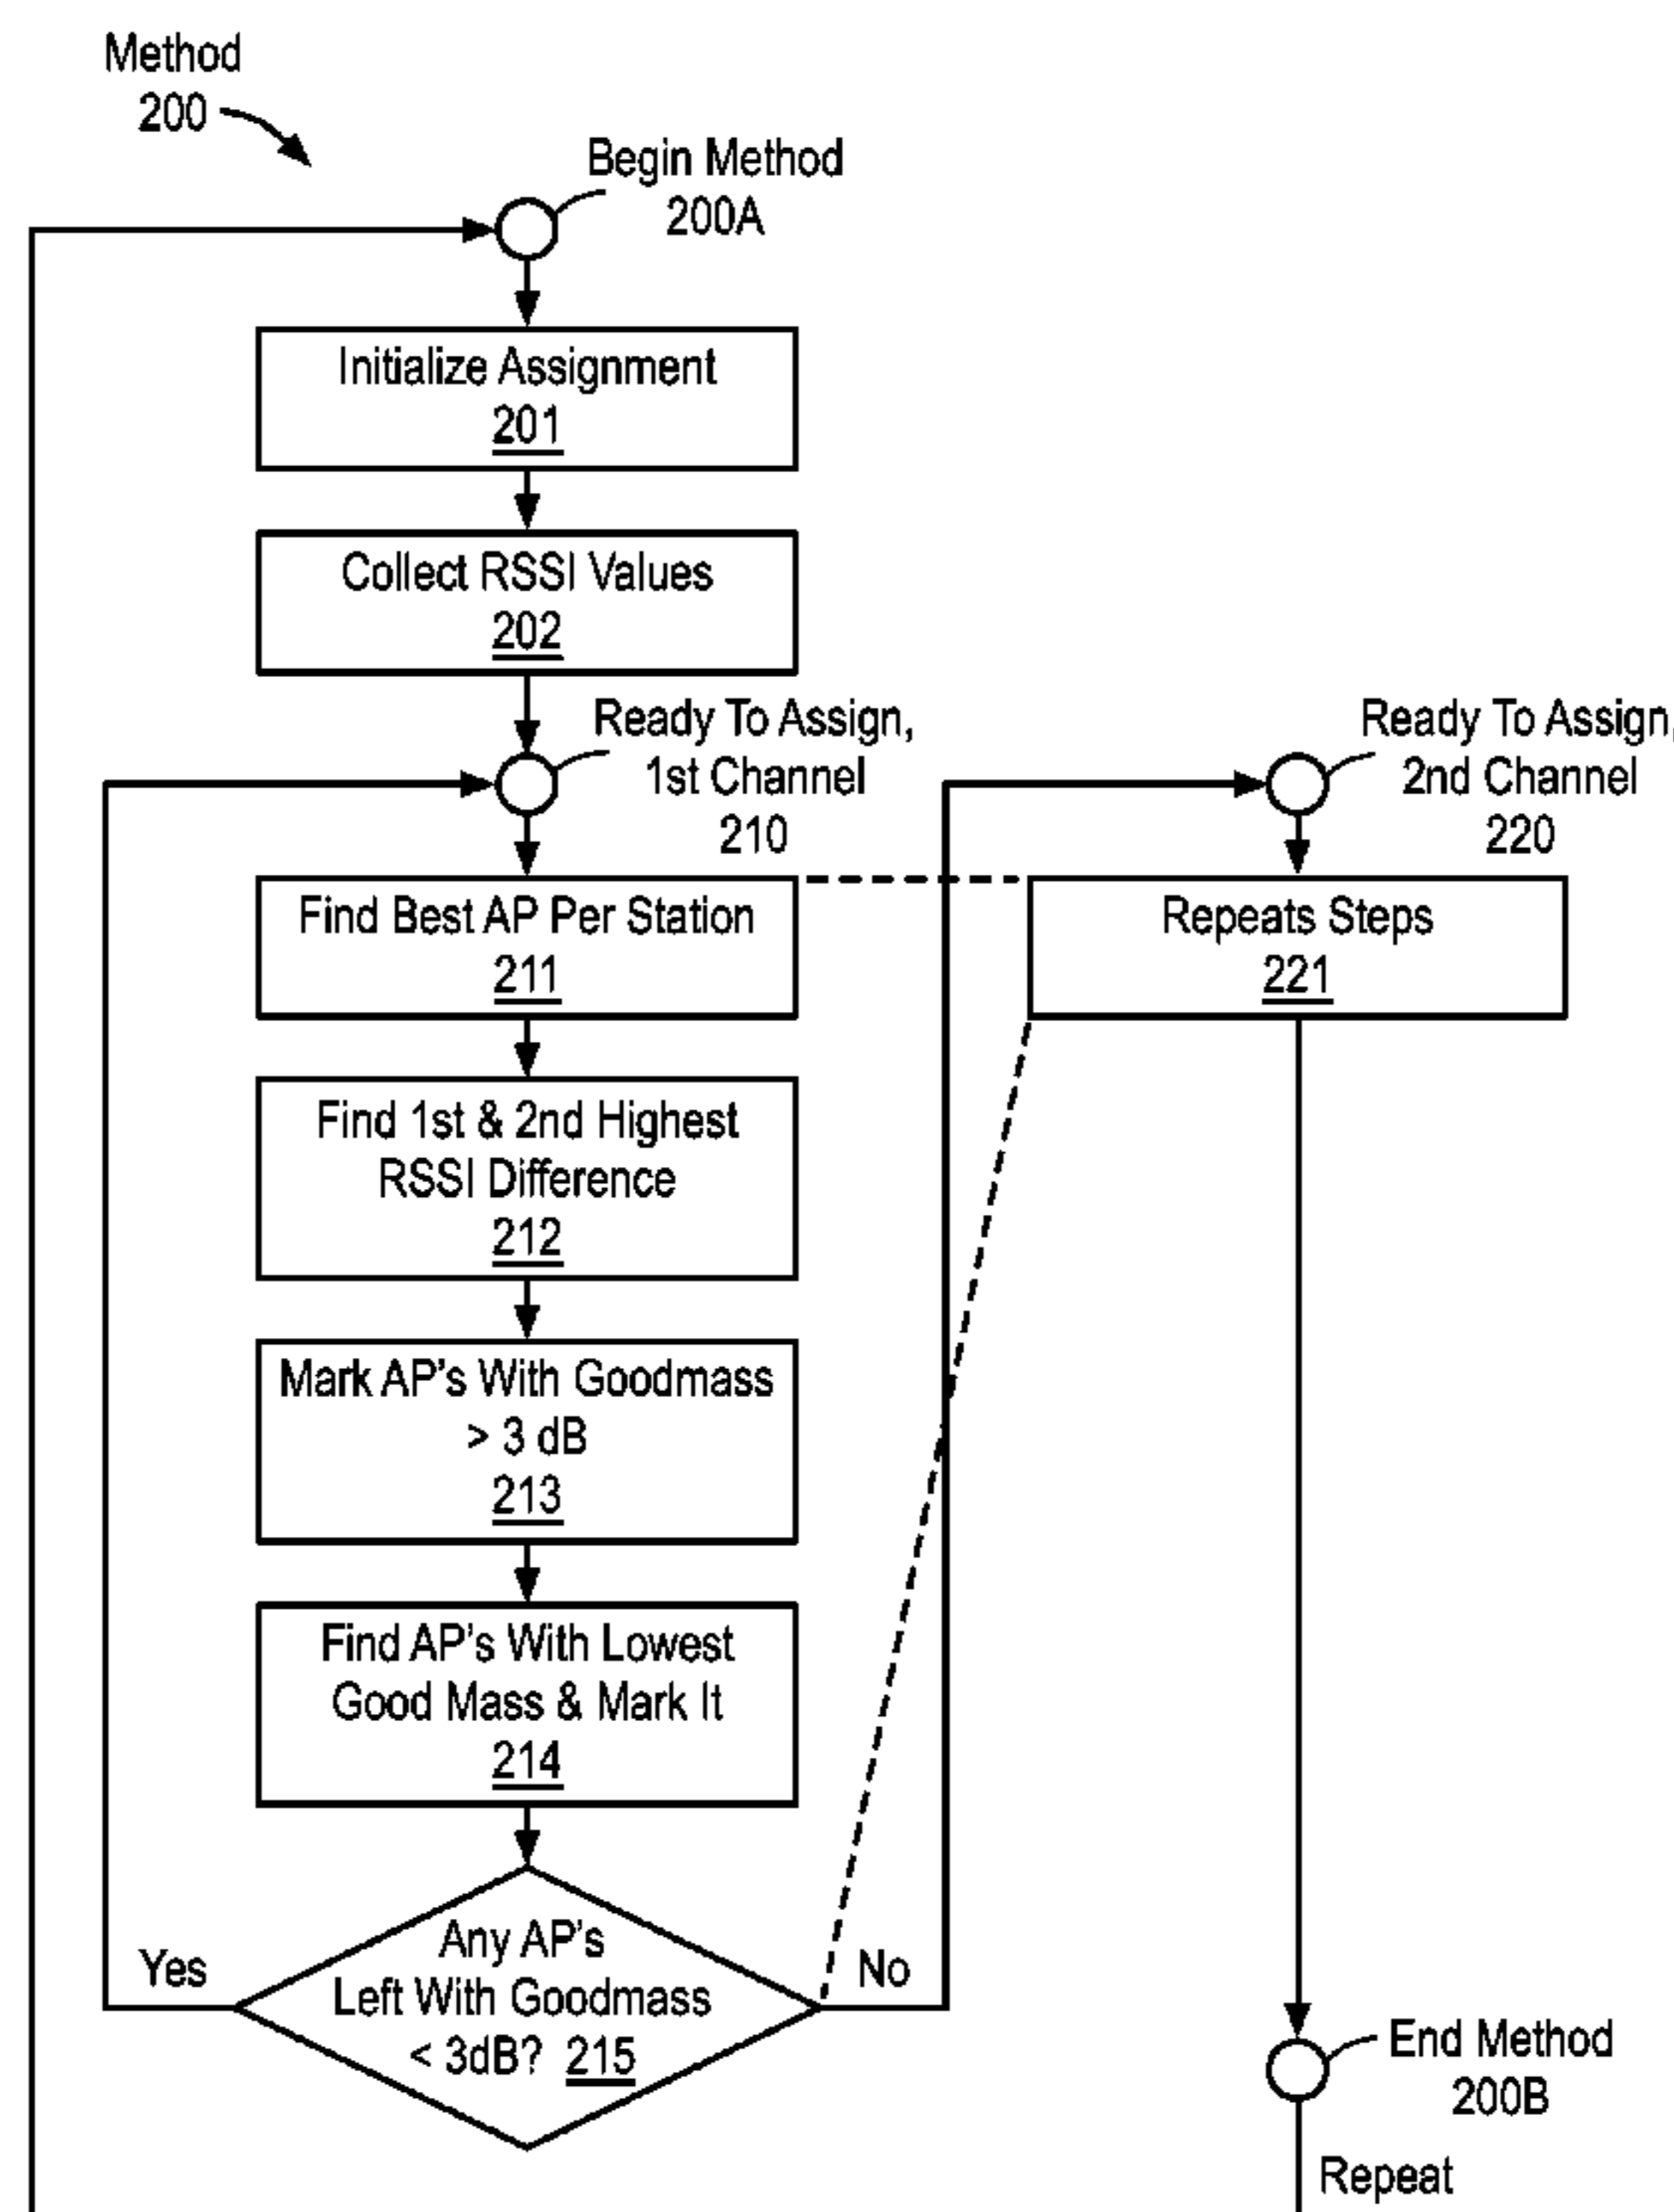 Method
200
Begin Method
200A
Initialize Assignment
201
Collect RSSI Values
202
Ready To Assign,
1st Channel
210
Ready To Assign,
2nd Channel
220
Find Best AP Per Station
211
Repeats Steps
221
Find 1st & 2nd Highest
RSSI Difference
212
Mark AP's With Goodmass
> 3 dB
213
Find AP's With Lowest
Good Mass & Mark It
214
Any AP's
Left With Goodmass
< 3dB? 215
Yes
No
End Method
200B
Repeat